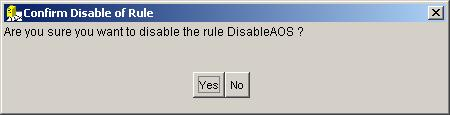 Confirm Disable of Rule
Are you sure you want to disable the rule DisableAOS ?
Yes No